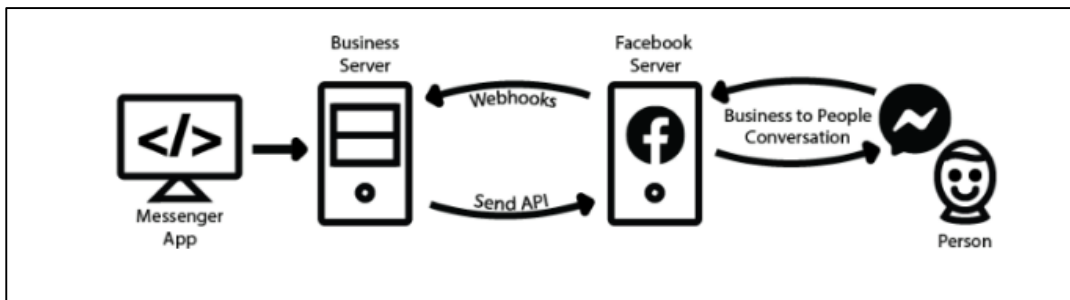 Business
Server
Facebook
Server
Webhooks
Business to People
Conversation
</>
Send API
Messenger
App
Person